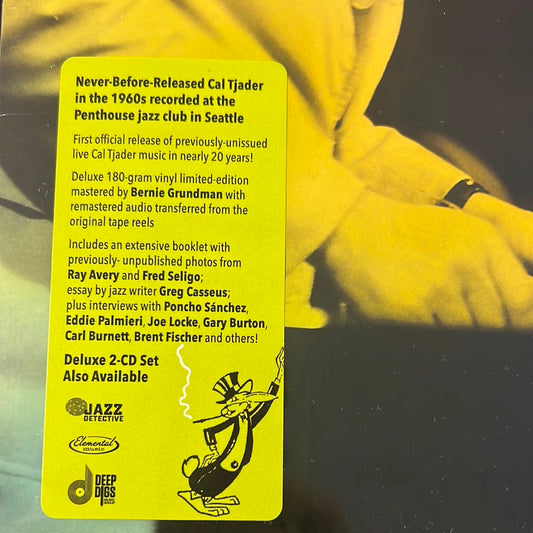 Never-Before-Released Cal Tjader
in the 1960s recorded at the
Penthouse jazz club in Seattle
First official release of previously-unissued
live Cal Tjader music in nearly 20 years!
Deluxe 180-gram vinyl limited-edition
mastered by Bernie Grundman with
remastered audio transferred from the
original tape reels
Includes an extensive booklet with
previously- unpublished photos from
Ray Avery and Fred Seligo;
essay by jazz writer Greg Casseus;
plus interviews with Poncho Sánchez,
Eddie Palmieri, Joe Locke, Gary Burton,
Carl Burnett, Brent Fischer and others!
Deluxe 2-CD Set
Also Available
JAZZ
DETECTIVE
Elemental
DEEP
DIGS